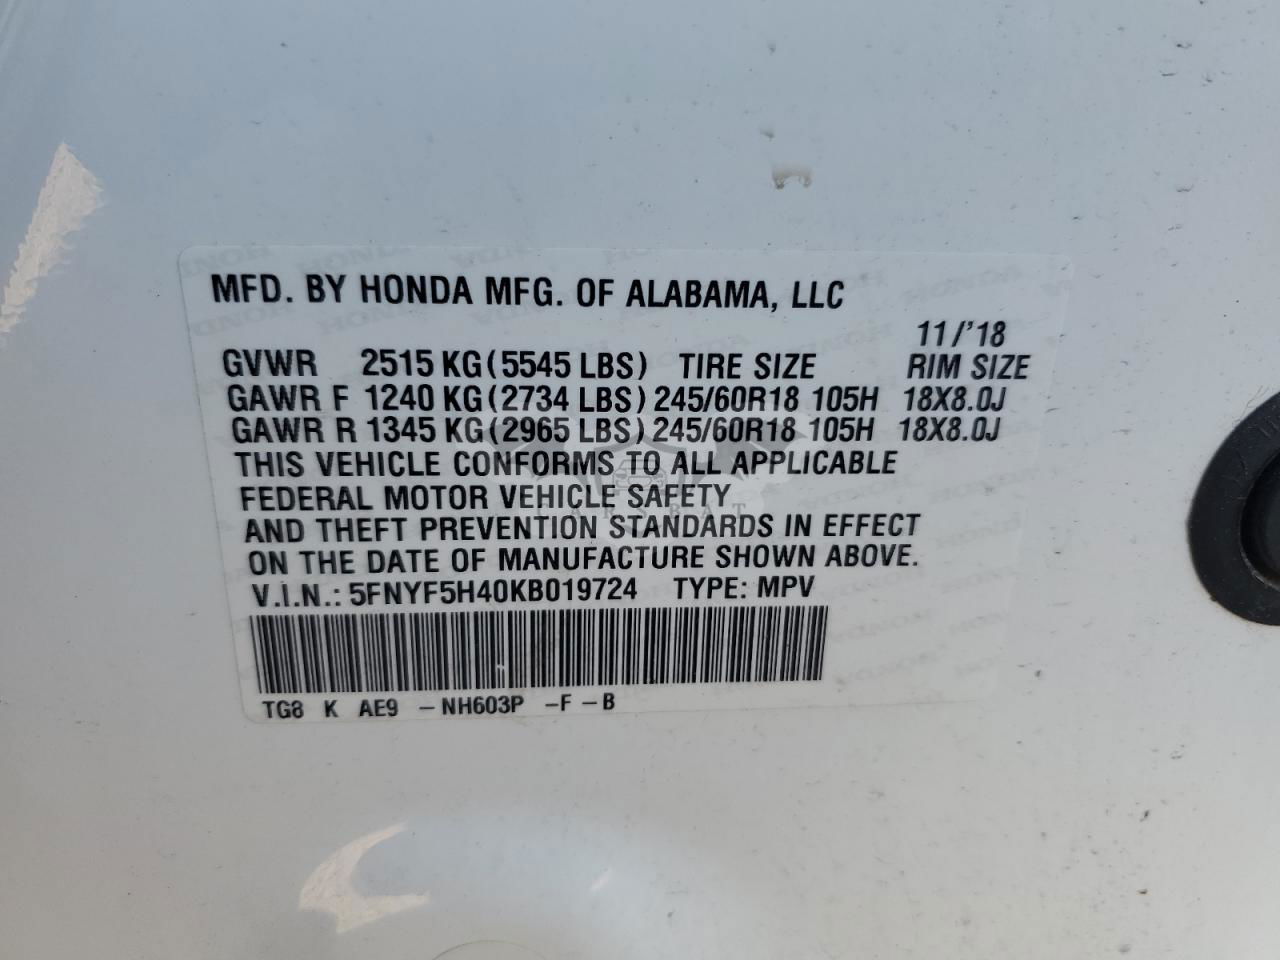 MFD. BY HONDA MFG. OF ALABAMA, LLC
11/'18
GVWR 2515 KG (5545 LBS) TIRE SIZE RIM SIZE
GAWR F 1240 KG (2734 LBS) 245/60R18 105H 18X8.0J
GAWR R 1345 KG (2965 LBS) 245/60R18 105H 18X8.0J
THIS VEHICLE CONFORMS TO ALL APPLICABLE
FEDERAL MOTOR VEHICLE SAFETY
CARSBAT
AND THEFT PREVENTION STANDARDS IN EFFECT
ON THE DATE OF MANUFACTURE SHOWN ABOVE.
V.I.N.: 5FNYF5H40KB019724 TYPE: MPV
TG8 K AE9 -NH603P -F -B